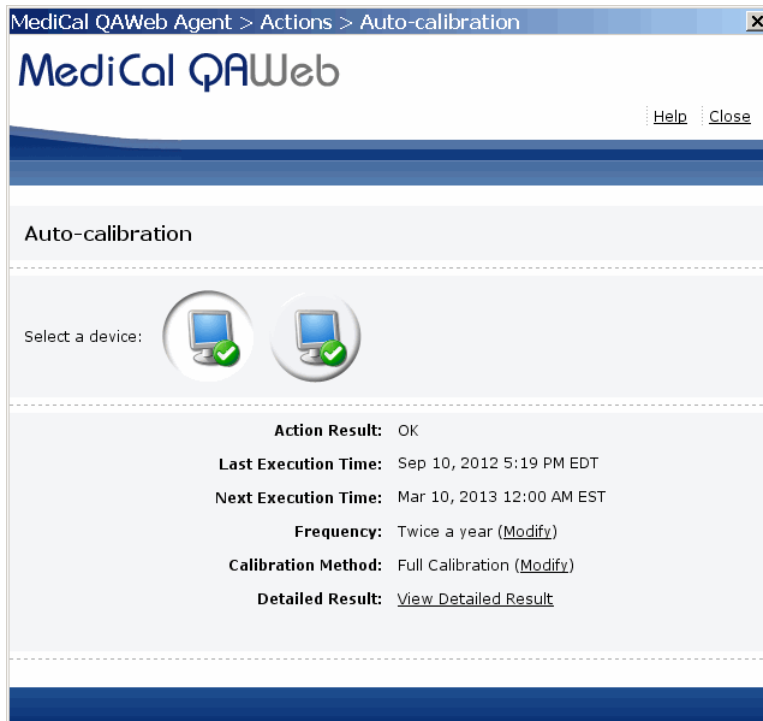 MediCal QAWeb Agent > Actions > Auto-calibration
MediCal QAWeb
Help Close
Auto-calibration
Select a device:
Action Result: OK
Last Execution Time: Sep 10, 2012 5:19 PM EDT
Next Execution Time: Mar 10, 2013 12:00 AM EST
Frequency: Twice a year (Modify)
Calibration Method: Full Calibration (Modify)
Detailed Result: View Detailed Result